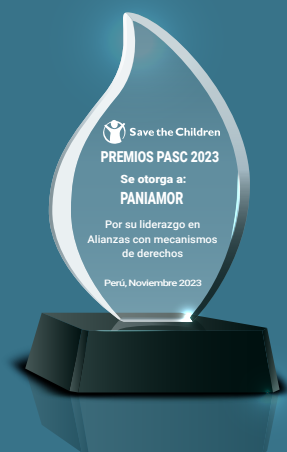 Save the Children
PREMIOS PASC 2023
Se otorga a:
PANIAMOR
Por su liderazgo en
Alianzas con mecanismos
de derechos
Perú, Noviembre 2023